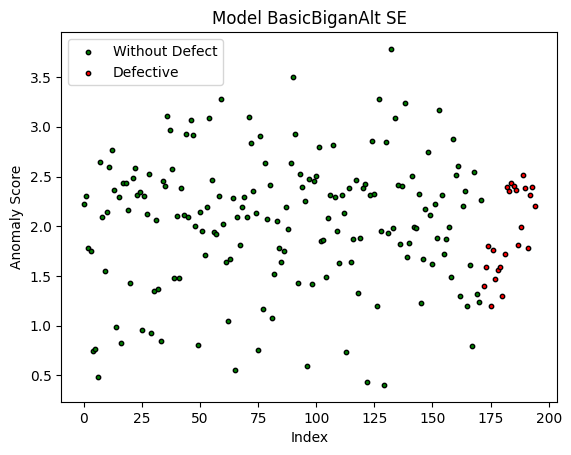 Model BasicBiganAlt SE
Without Defect
Defective
Anomaly Score
3.5
3.0
2.5
2.0
1.5
1.0
0.5
0 25 50 75 100 125 150 175 200
Index